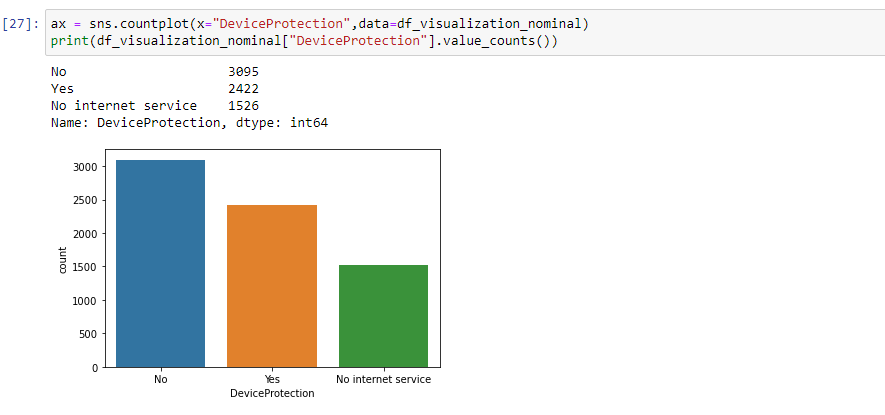 [27]: ax = sns.countplot(x="DeviceProtection",data=df_visualization_nominal)
print(df_visualization_nominal["DeviceProtection"].value_counts())
No 3095
Yes 2422
No internet service 1526
Name: DeviceProtection, dtype: int64
3000
2500
2000
1500
1000
500
0
count
No Yes No internet service
DeviceProtection